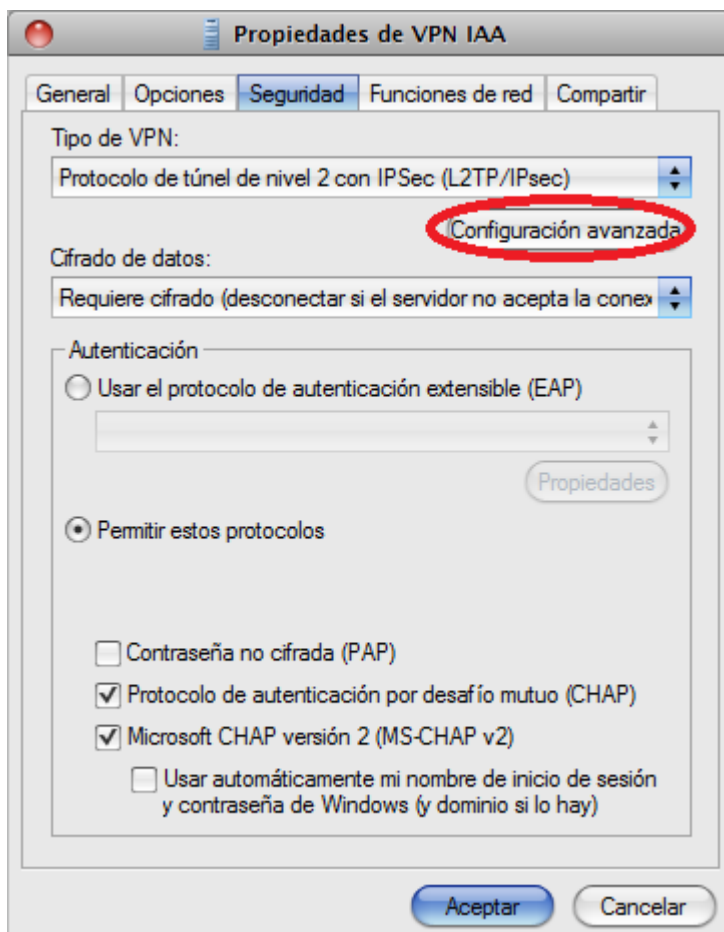 Propiedades de VPN IAA
General Opciones Seguridad Funciones de red Compartir
Tipo de VPN:
Protocolo de túnel de nivel 2 con IPSec (L2TP/IPsec)
Configuración avanzada
Cifrado de datos:
Requiere cifrado (desconectar si el servidor no acepta la conex
Autenticación
Usar el protocolo de autenticación extensible (EAP)
Propiedades
Permitir estos protocolos
Contraseña no cifrada (PAP)
Protocolo de autenticación por desafío mutuo (CHAP)
Microsoft CHAP versión 2 (MS-CHAP v2)
Usar automáticamente mi nombre de inicio de sesión
y contraseña de Windows (y dominio si lo hay)
Aceptar Cancelar